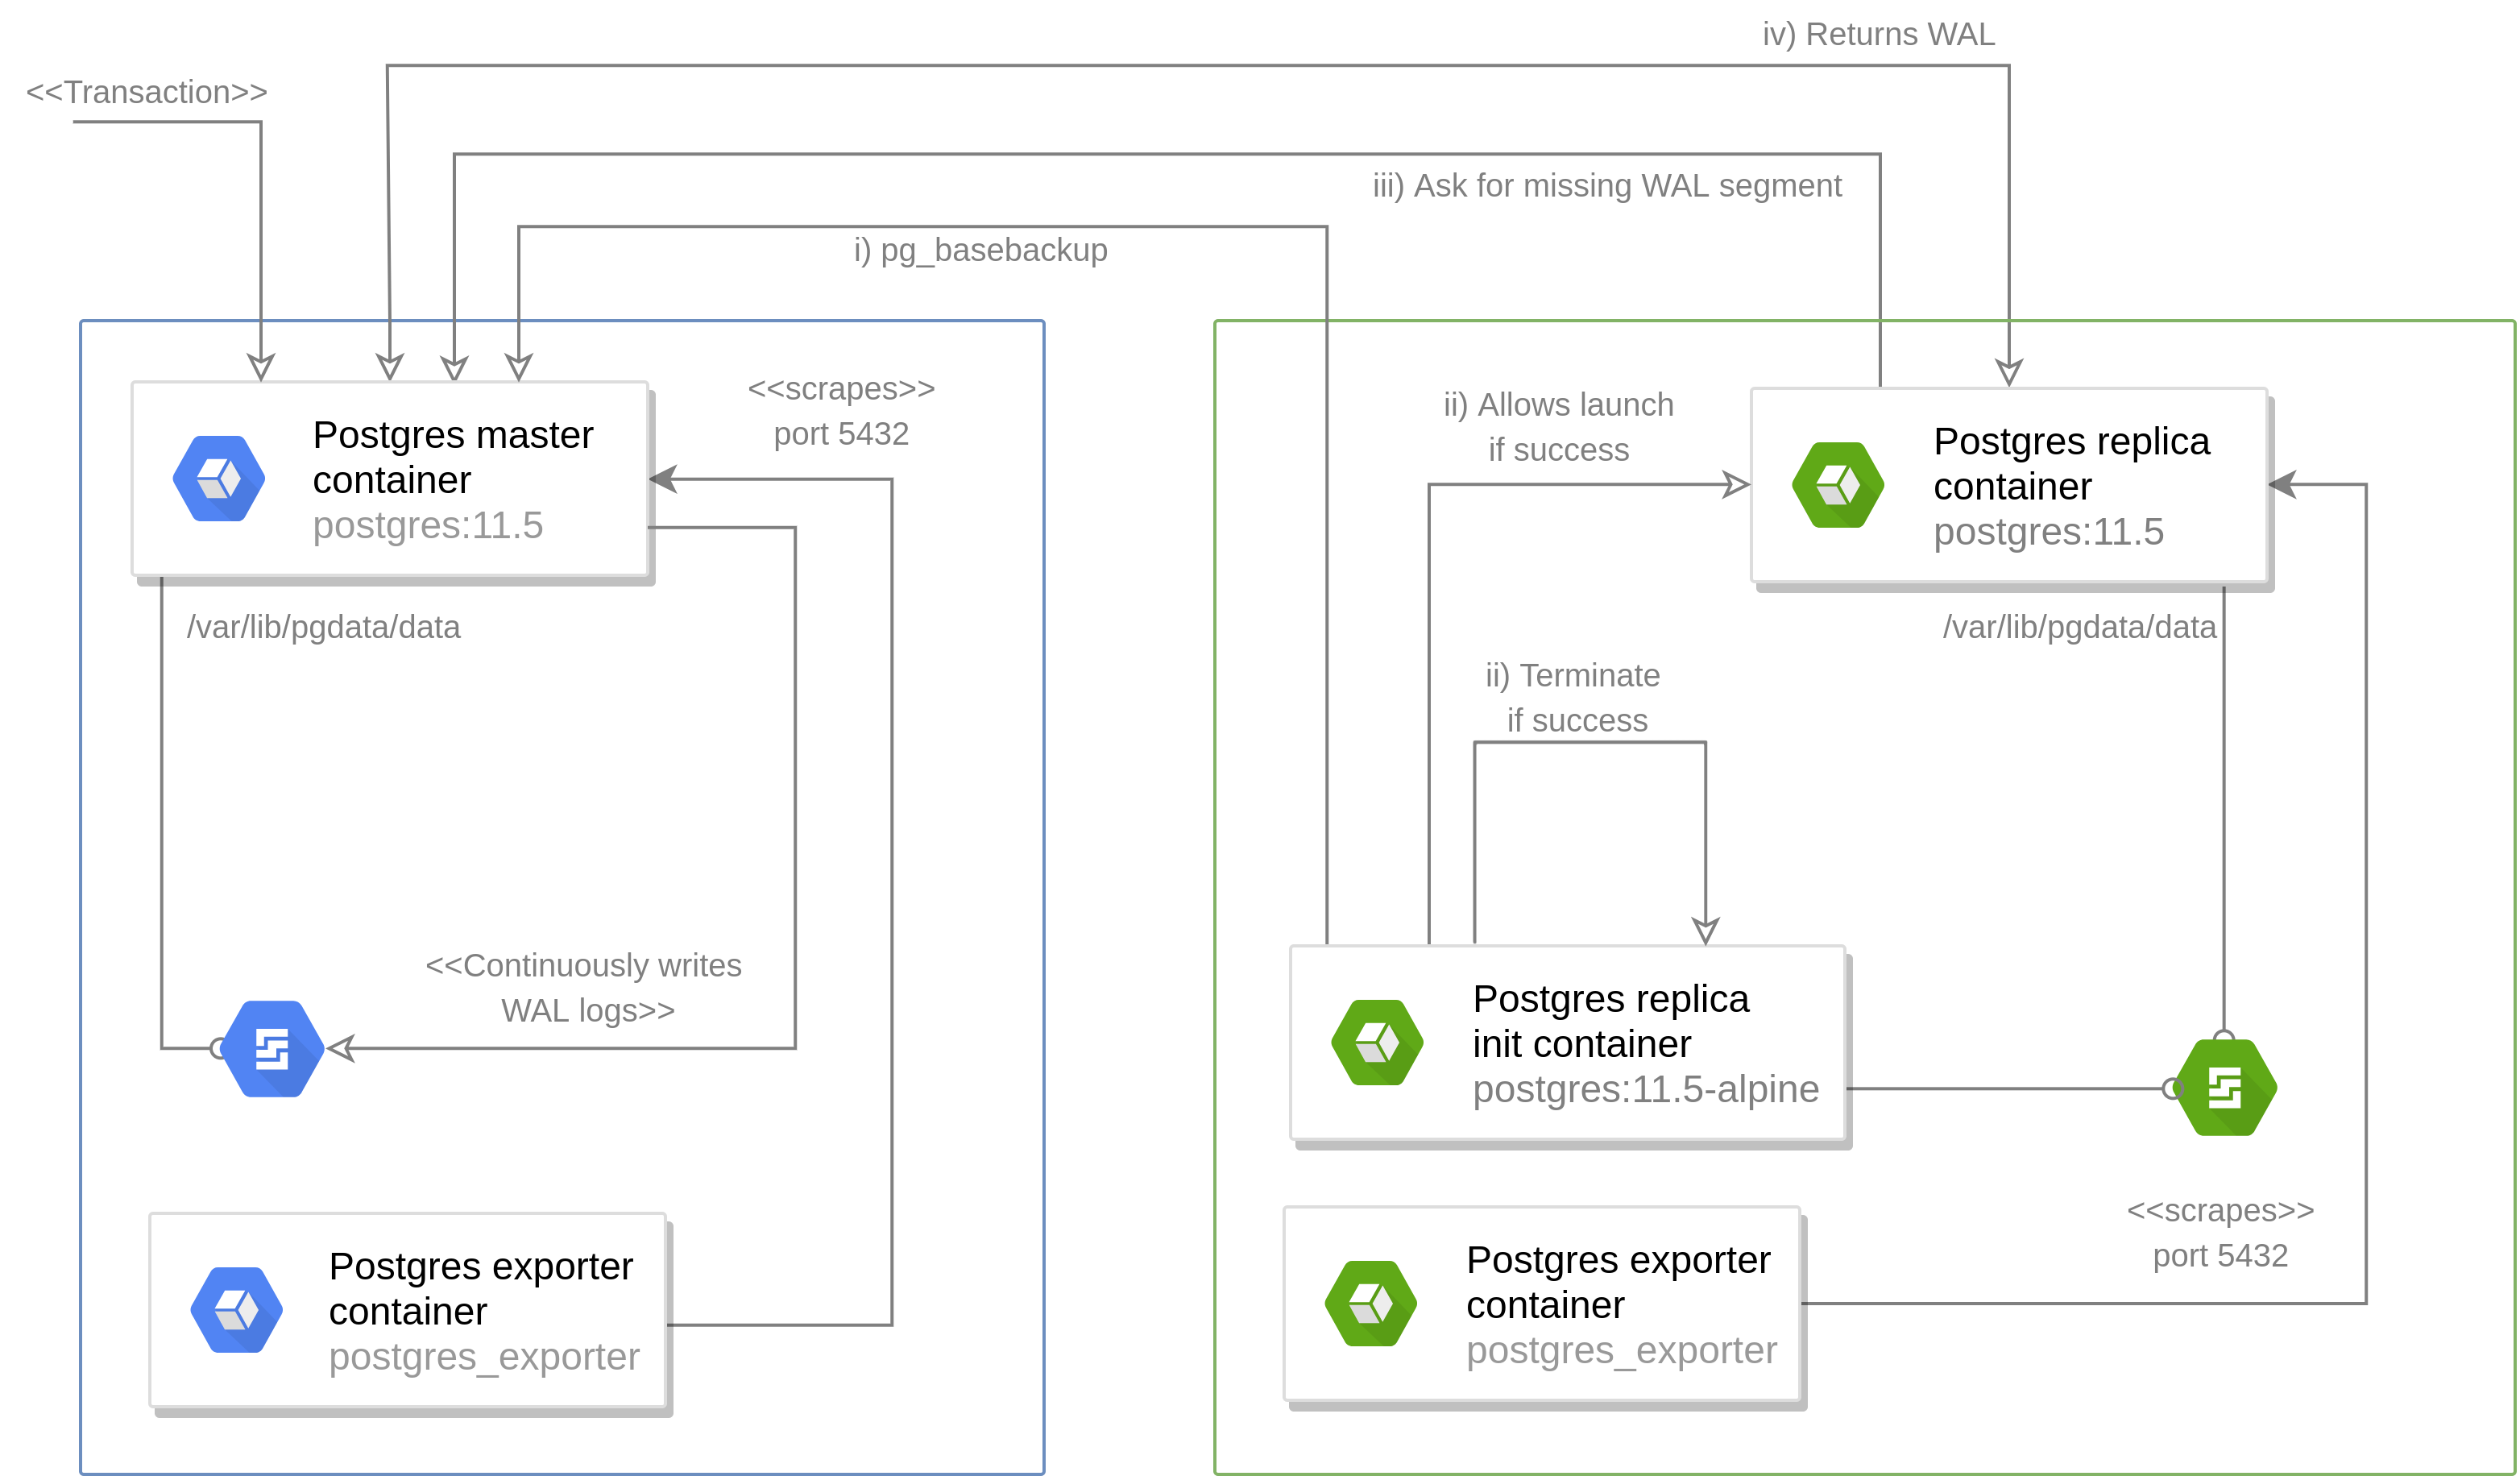 iv) Returns WAL
<<Transaction>>
iii) Ask for missing WAL segment
i) pg_basebackup
<<scrapes>>
port 5432
Postgres master
container
postgres:11.5
/var/lib/pgdata/data
<<Continuously writes
WAL logs>>
Postgres exporter
container
postgres_exporter
ii) Allows launch
if success
Postgres replica
container
postgres:11.5
/var/lib/pgdata/data
ii) Terminate
if success
Postgres replica
init container
postgres:11.5-alpine
<<scrapes>>
port 5432
Postgres exporter
container
postgres_exporter